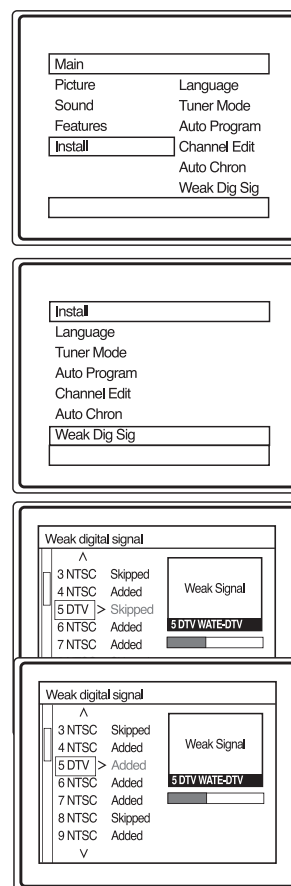 Main
Picture Language
Sound Tuner Mode
Features Auto Program
Install Channel Edit
Auto Chron
Weak Dig Sig
Install
Language
Tuner Mode
Auto Program
Channel Edit
Auto Chron
Weak Dig Sig
Weak digital signal
3 NTSC Skipped
4 NTSC Added
5 DTV > Skipped
6 NTSC Added
7 NTSC Added
Weak Signal
5 DTV WATE-DTV
Weak digital signal
3 NTSC Skipped
4 NTSC Added
5 DTV > Added
6 NTSC Added
7 NTSC Added
8 NTSC Skipped
9 NTSC Added
Weak Signal
5 DTV WATE-DTV